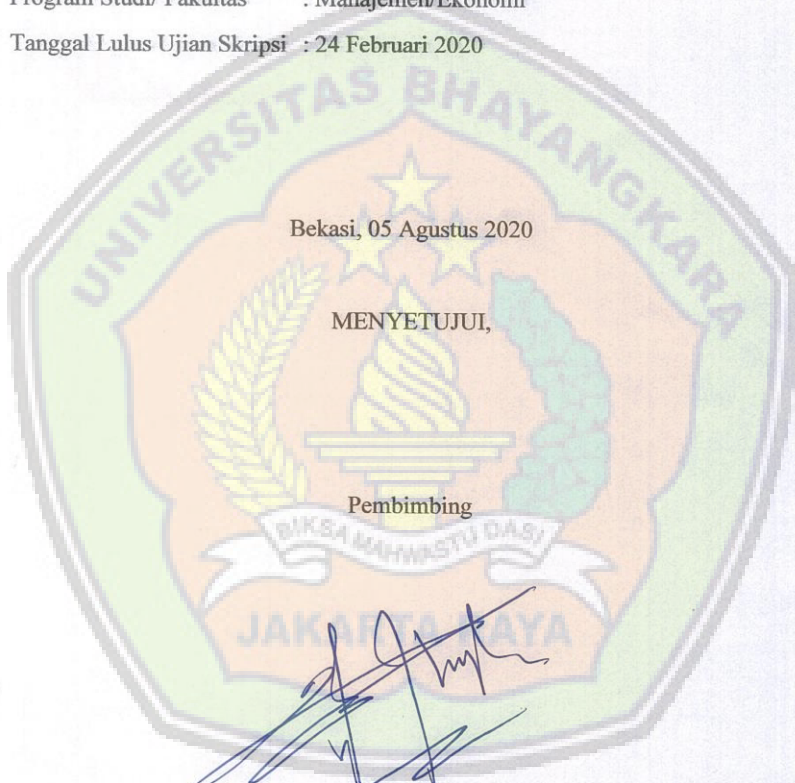 Program Studi/ Fakultas : Manajemen/Ekonomi
Tanggal Lulus Ujian Skripsi : 24 Februari 2020
UNIVERSITAS BHAYANGKARA
Bekasi, 05 Agustus 2020
MENYETUJUI,
Pembimbing
BIKSA MAHWASTU DASI
JAKARTA RAYA